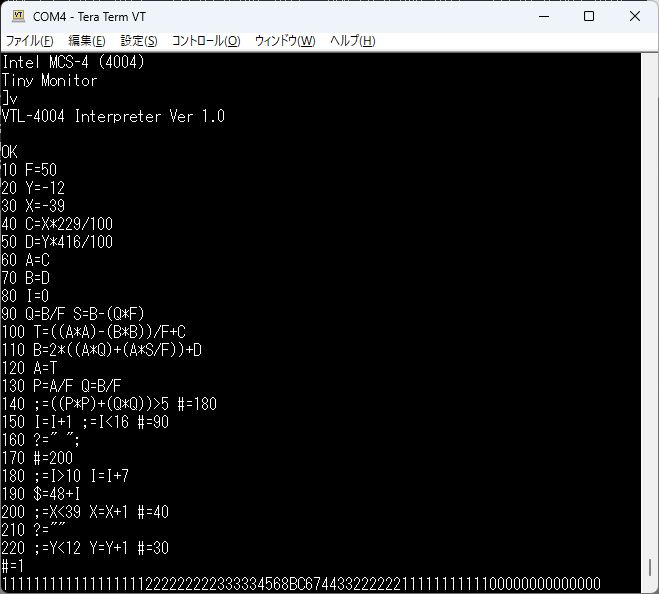 VT COM4 - Tera Term VT
ファイル(F) 編集(E) 設定(S) コントロール(O) ウィンドウ(W) ヘルプ(H)
Intel MCS-4 (4004)
Tiny Monitor
]v
VTL-4004 Interpreter Ver 1.0
OK
10 F=50
20 Y=-12
30 X=-39
40 C=X*229/100
50 D=Y*416/100
60 A=C
70 B=D
80 I=0
90 Q=B/F S=B-(Q*F)
100 T=((A*A)-(B*B))/F+C
110 B=2*((A*Q)+(A*S/F))+D
120 A=T
130 P=A/F Q=B/F
140 ;=((P*P)+(Q*Q))>5 #=180
150 I=I+1 ;=I<16 #=90
160 ?=" ";
170 #=200
180 ;=I>10 I=I+7
190 $=48+I
200 ;=X<39 X=X+1 #=40
210 ?=""
220 ;=Y<12 Y=Y+1 #=30
#=1
111111111111111111222222222333334568BC6744332222221111111111100000000000000